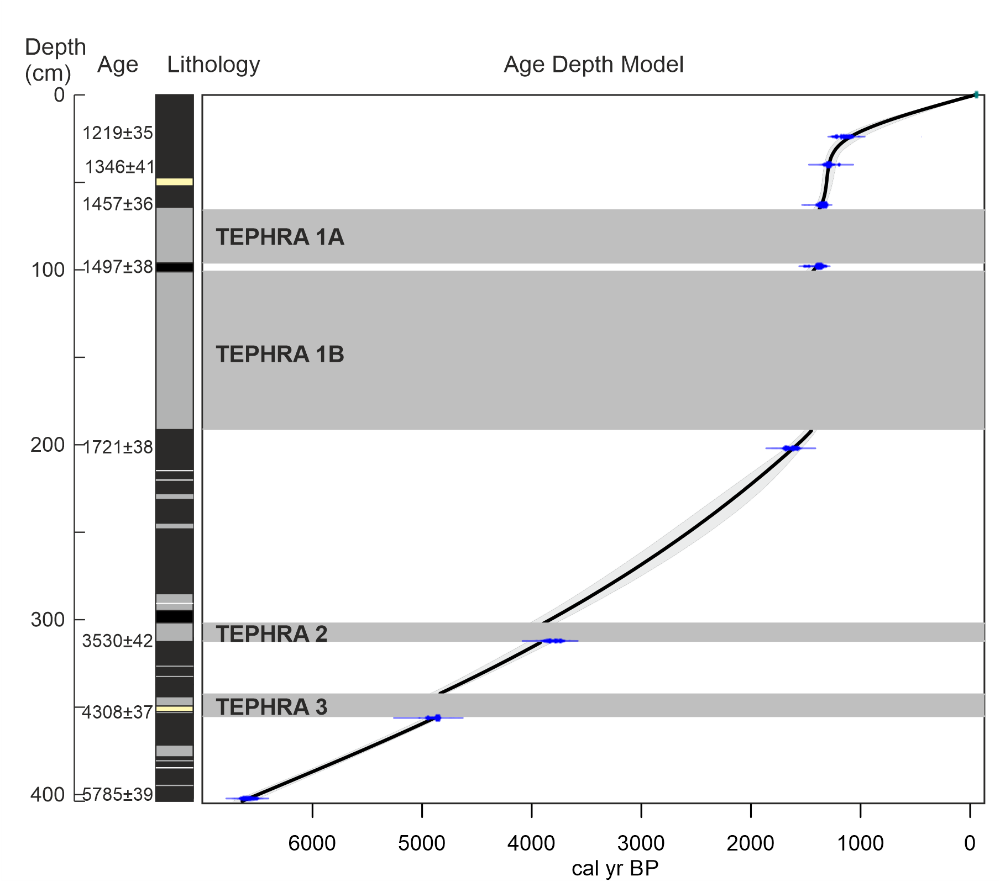 Depth
(cm)
Age
Lithology
Age Depth Model
0
1219±35
1346±41
1457±36
TEPHRA 1A
100
1497±38
TEPHRA 1B
200
1721±38
300
TEPHRA 2
3530±42
TEPHRA 3
4308±37
400
5785±39
6000
5000
4000
3000
2000
1000
0
cal yr BP